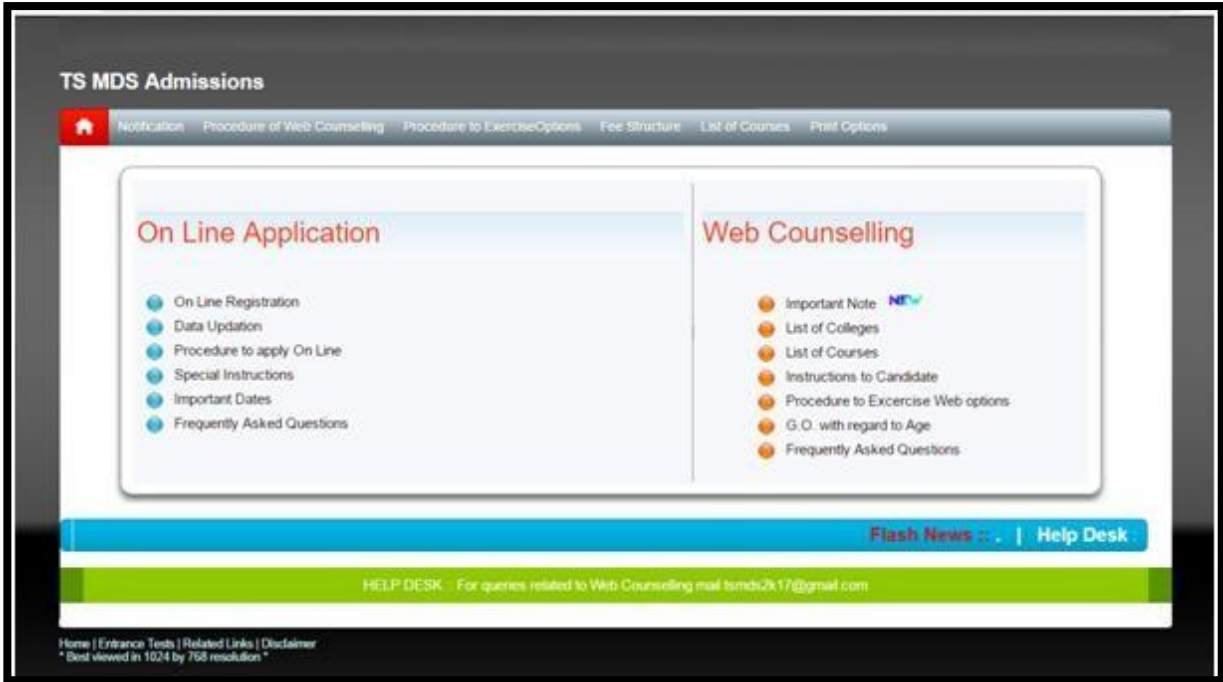 TS MDS Admissions
Notification Procedure of Web Counselling Procedure to ExerciseOptions Fee Structure List of Courses Print Options
On Line Application
On Line Registration
Data Updation
Procedure to apply On Line
Special Instructions
Important Dates
Frequently Asked Questions
Web Counselling
Important Note NEW
List of Colleges
List of Courses
Instructions to Candidate
Procedure to Excercise Web options
G.O. with regard to Age
Frequently Asked Questions
Flash News :: . | Help Desk :
HELP DESK : For queries related to Web Counselling mail tsmds2k17@gmail.com
Home | Entrance Tests | Related Links | Disclaimer
* Best viewed in 1024 by 768 resolution *